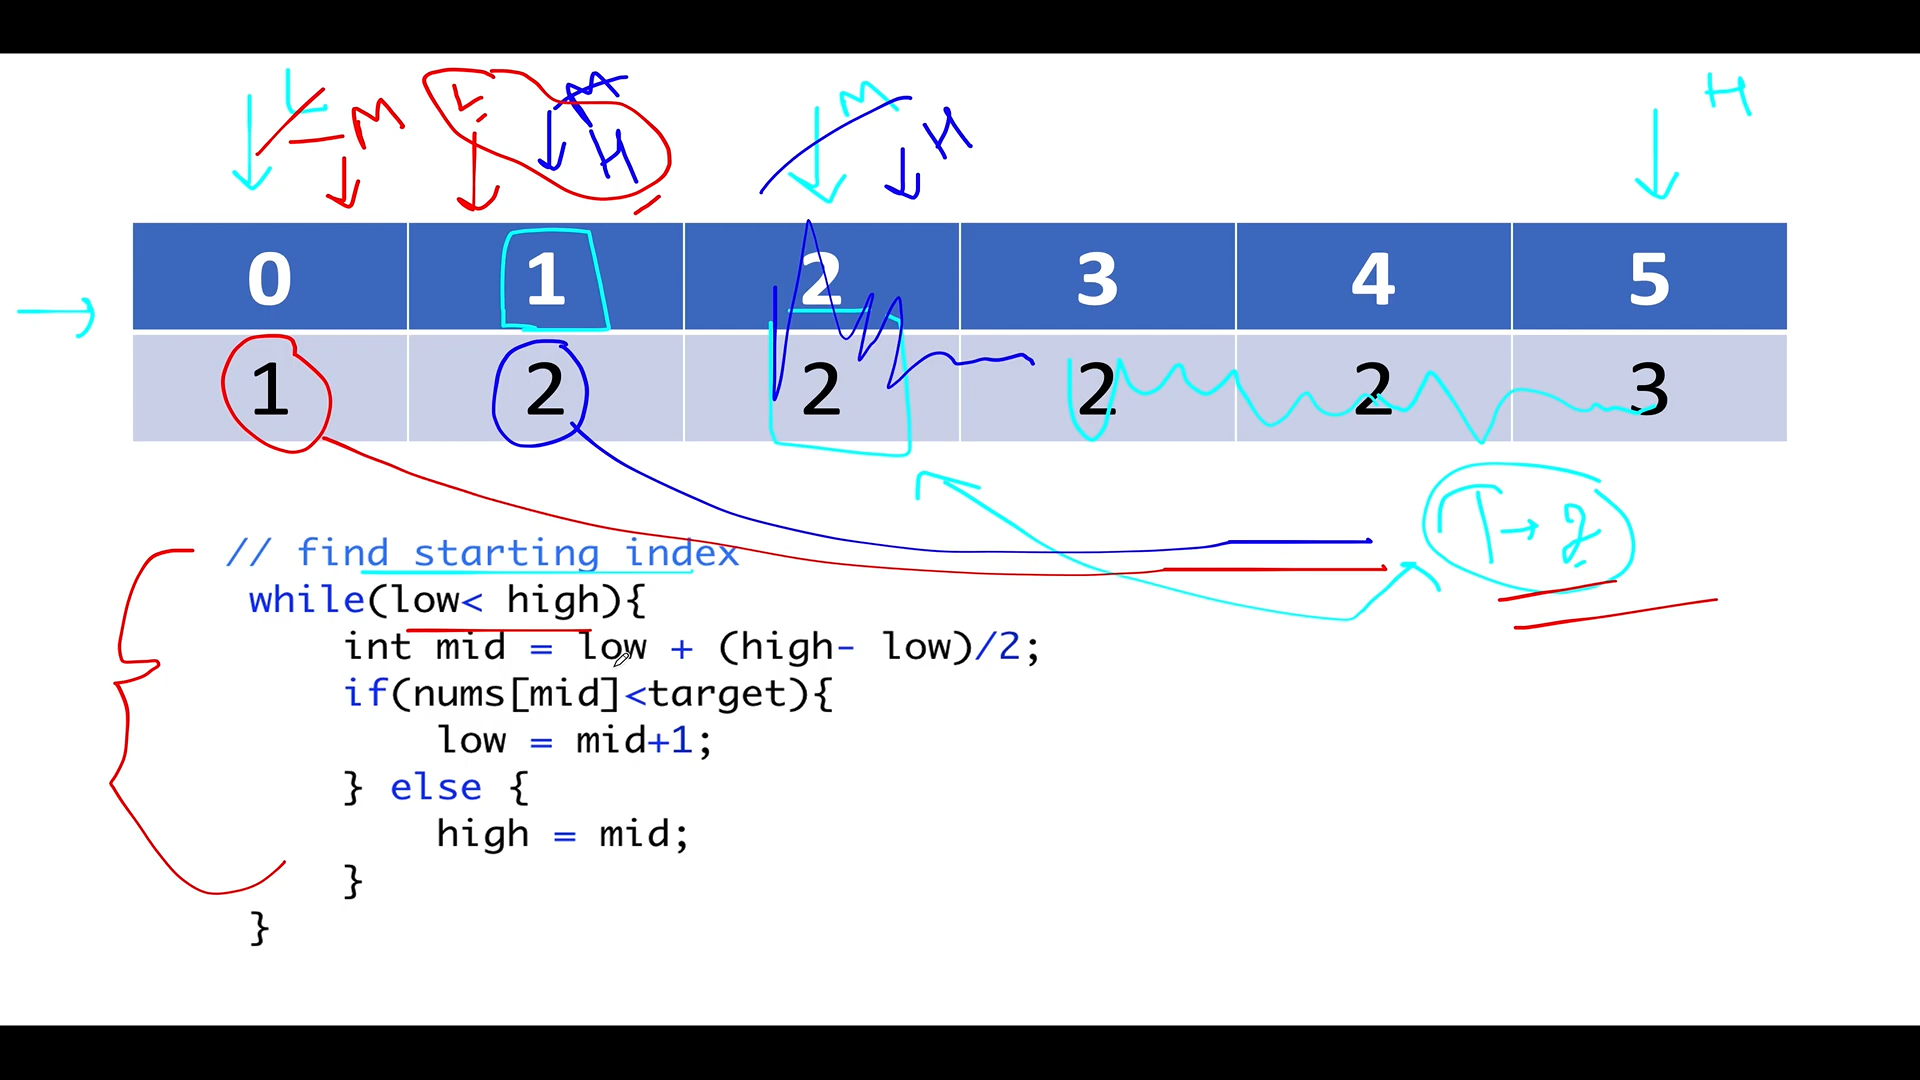 L M L M H M H H
0 1 2 3 4 5
1 2 2 2 2 3
T → 2
// find starting index
while(low< high){
int mid = low + (high- low)/2;
if(nums[mid]<target){
low = mid+1;
} else {
high = mid;
}
}